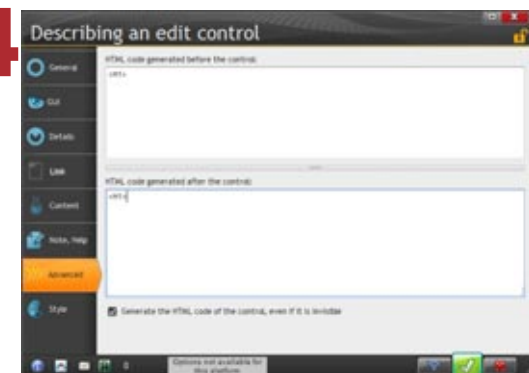 4
Describing an edit control
General
HTML code generated before the control:
GUI
Details
Link
HTML code generated after the control:
Content
Note, Help
Advanced
Style
Generate the HTML code of the control, even if it is invisible
Options not available for
this platform